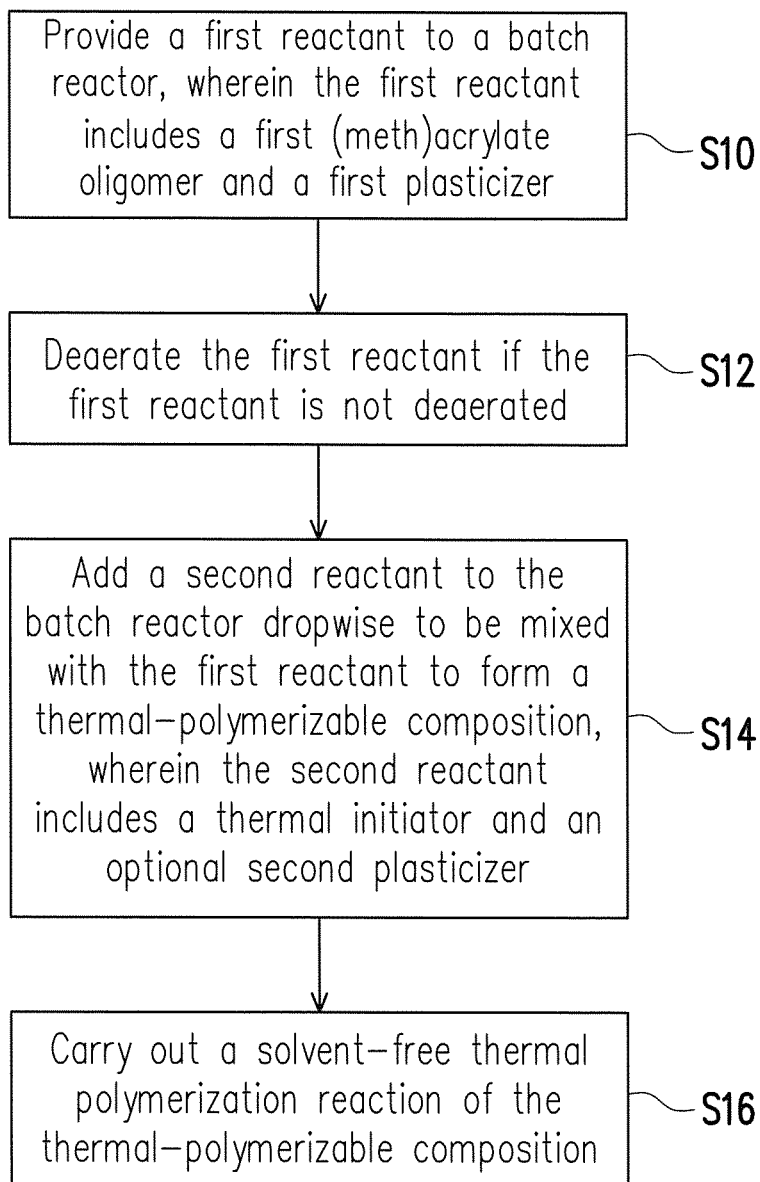 Provide a first reactant to a batch
reactor, wherein the first reactant
includes a first (meth)acrylate
oligomer and a first plasticizer
S10
Deaerate the first reactant if the
first reactant is not deaerated
S12
Add a second reactant to the
batch reactor dropwise to be mixed
with the first reactant to form a
thermal-polymerizable composition,
wherein the second reactant
includes a thermal initiator and an
optional second plasticizer
S14
Carry out a solvent-free thermal
polymerization reaction of the
thermal-polymerizable composition
S16